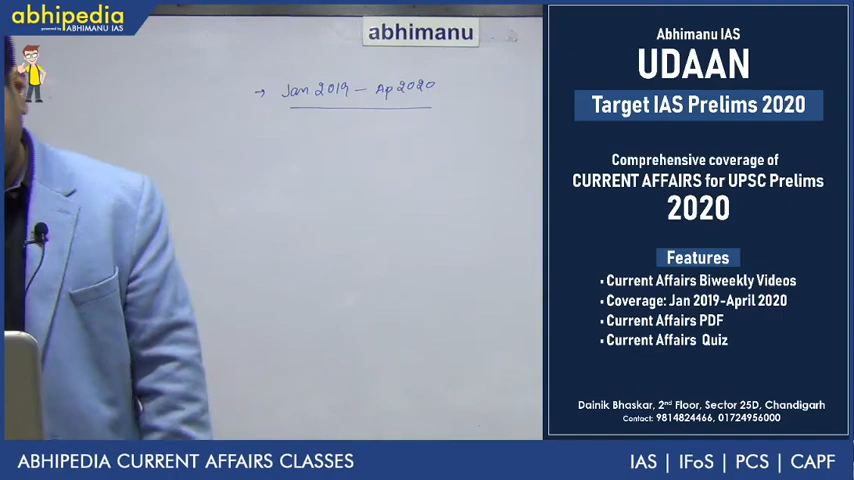 abhipedia
powered by ABHIMANU IAS
abhimanu
→ Jan 2019 — Ap 2020
Abhimanu IAS
UDAAN
Target IAS Prelims 2020
Comprehensive coverage of
CURRENT AFFAIRS for UPSC Prelims
2020
Features
• Current Affairs Biweekly Videos
• Coverage: Jan 2019-April 2020
• Current Affairs PDF
• Current Affairs Quiz
Dainik Bhaskar, 2nd Floor, Sector 25D, Chandigarh
Contact: 9814824466, 01724956000
ABHIPEDIA CURRENT AFFAIRS CLASSES
IAS | IFoS | PCS | CAPF